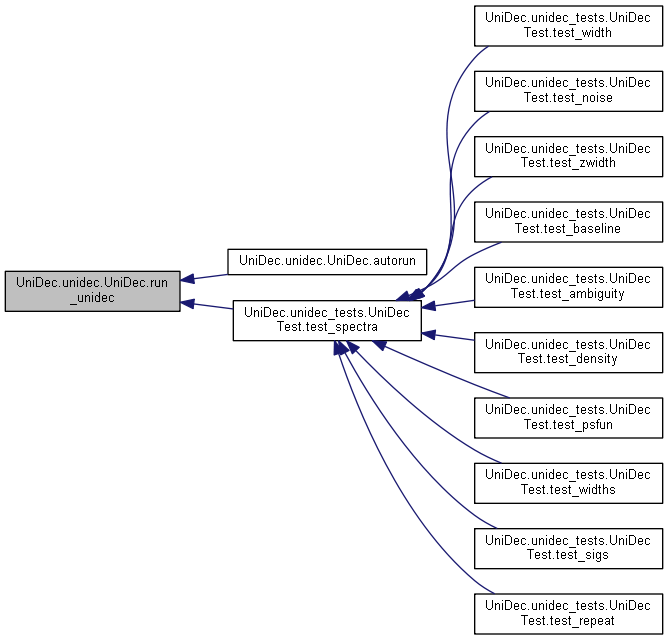 UniDec.unidec.UniDec.run
_unidec
UniDec.unidec.UniDec.autorun
UniDec.unidec_tests.UniDec
Test.test_spectra
UniDec.unidec_tests.UniDec
Test.test_width
UniDec.unidec_tests.UniDec
Test.test_noise
UniDec.unidec_tests.UniDec
Test.test_zwidth
UniDec.unidec_tests.UniDec
Test.test_baseline
UniDec.unidec_tests.UniDec
Test.test_ambiguity
UniDec.unidec_tests.UniDec
Test.test_density
UniDec.unidec_tests.UniDec
Test.test_psfun
UniDec.unidec_tests.UniDec
Test.test_widths
UniDec.unidec_tests.UniDec
Test.test_sigs
UniDec.unidec_tests.UniDec
Test.test_repeat